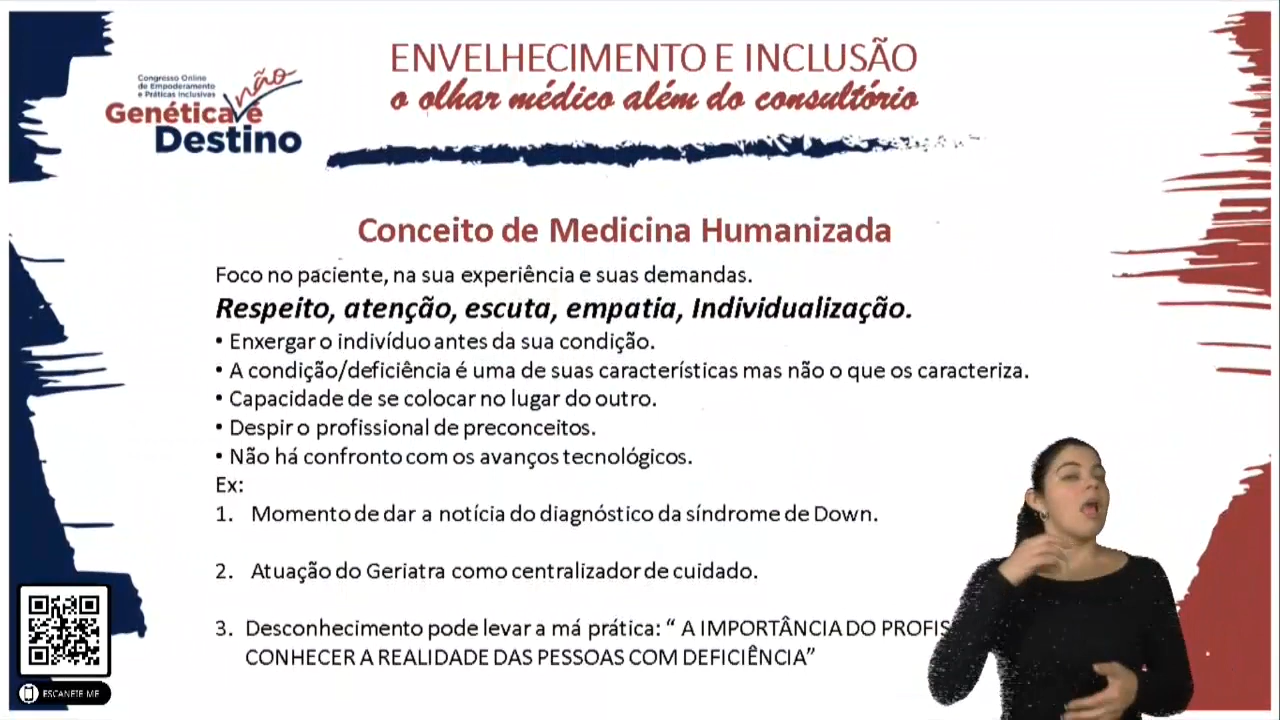 ENVELHECIMENTO E INCLUSÃO
o olhar médico além do consultório
Congresso Online
de Empoderamento
e Práticas Inclusivas
não
Genética é
Destino
Conceito de Medicina Humanizada
Foco no paciente, na sua experiência e suas demandas.
Respeito, atenção, escuta, empatia, Individualização.
• Enxergar o indivíduo antes da sua condição.
• A condição/deficiência é uma de suas características mas não o que os caracteriza.
• Capacidade de se colocar no lugar do outro.
• Despir o profissional de preconceitos.
• Não há confronto com os avanços tecnológicos.
Ex:
1. Momento de dar a notícia do diagnóstico da síndrome de Down.
2. Atuação do Geriatra como centralizador de cuidado.
3. Desconhecimento pode levar a má prática: “ A IMPORTÂNCIA DO PROFIS
CONHECER A REALIDADE DAS PESSOAS COM DEFICIÊNCIA”
ESCANEIE ME